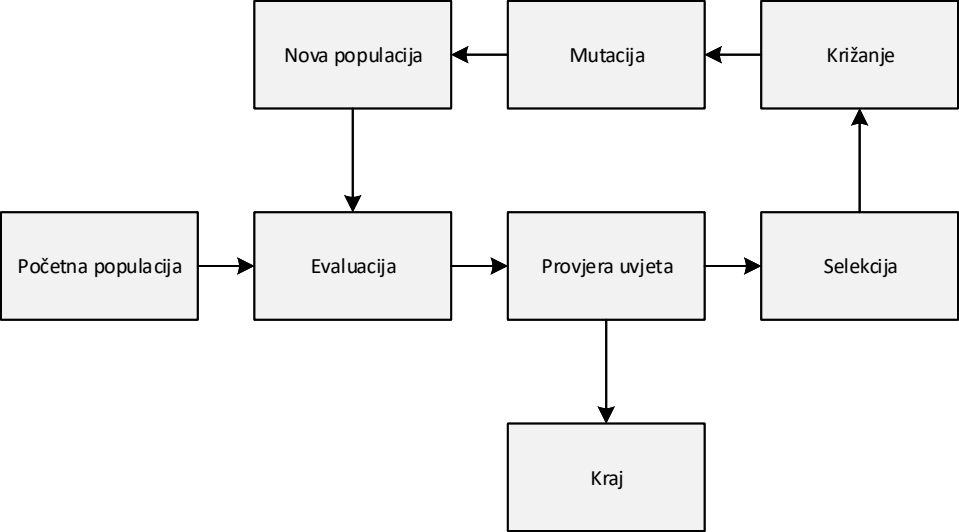 Nova populacija
Mutacija
Križanje
Početna populacija
Evaluacija
Provjera uvjeta
Selekcija
Kraj